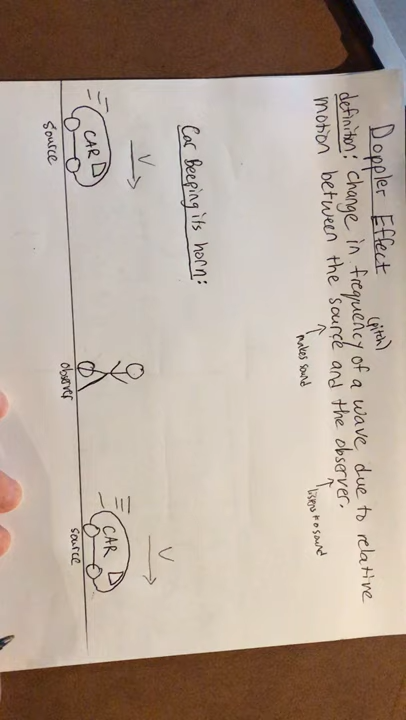 Doppler Effect
(pitch)
definition: change in frequency of a wave, due to relative
motion between the source and the observer.
makes sound
listens to sound
Car Beeping its horn:
V
V
CAR
CAR
source
observer
source